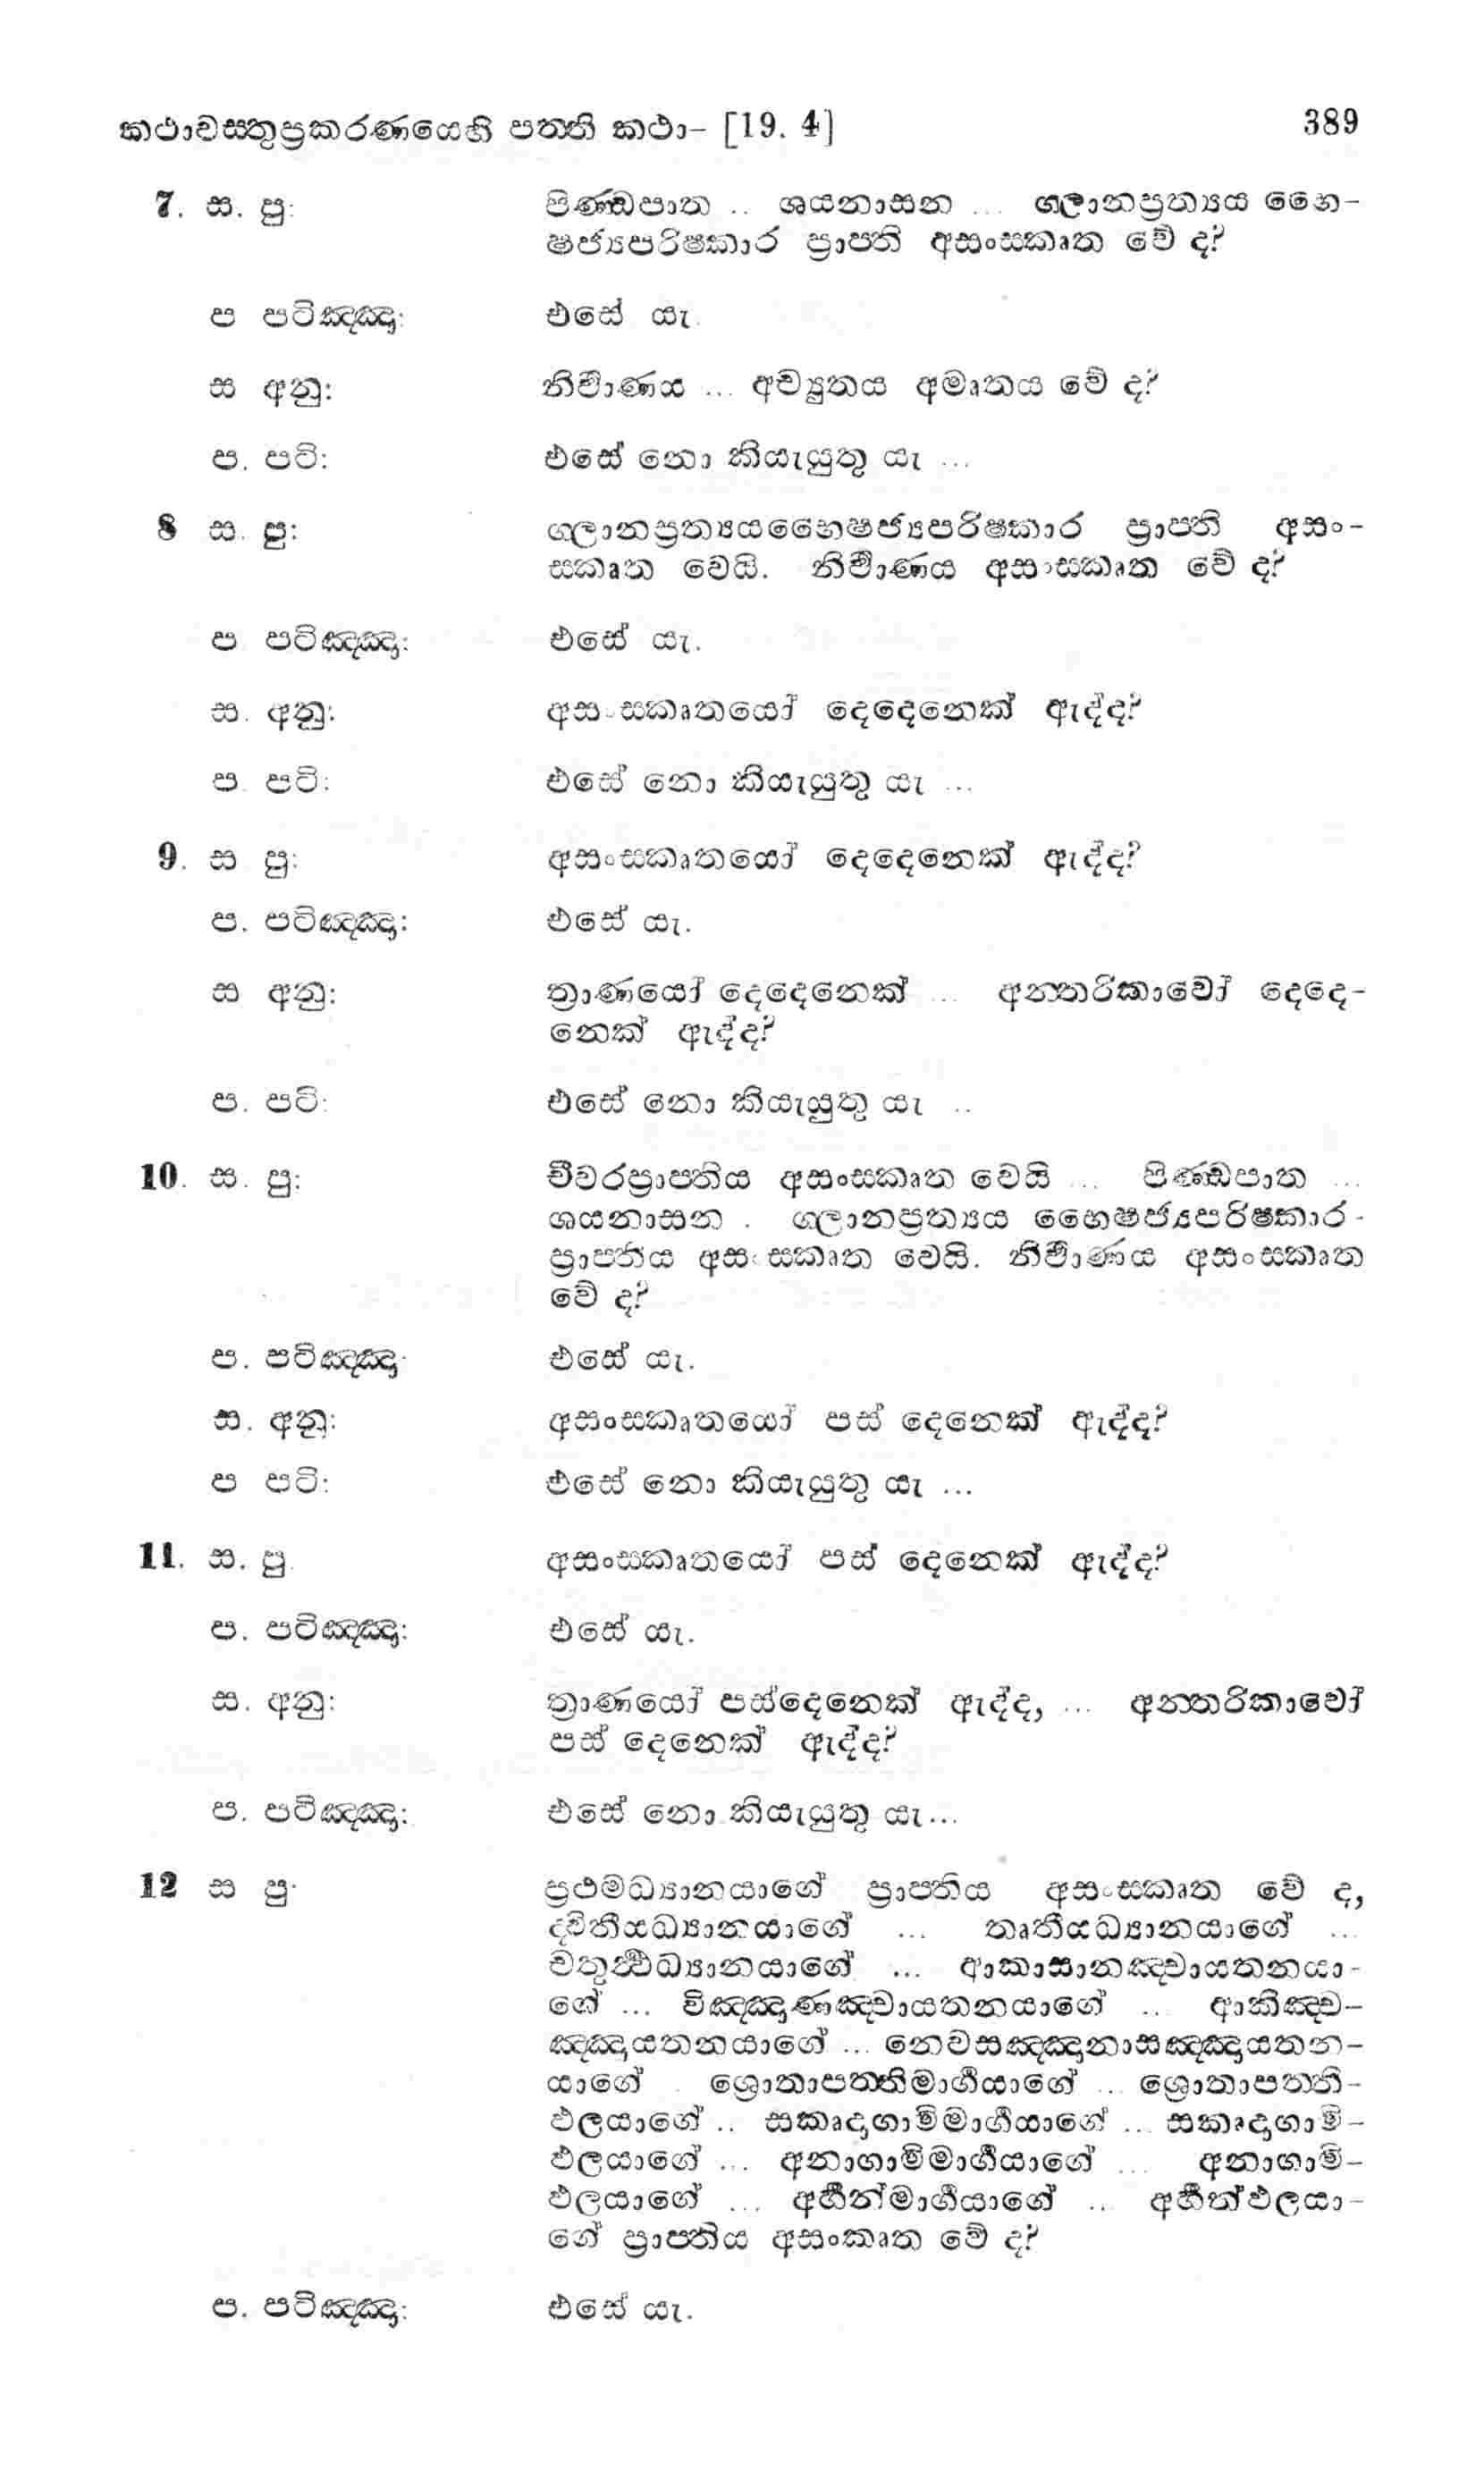 කථාවස්තුප්‍රකරණයෙහි පත්ති කථා- [19. 4] 389
7. ස. පු: පිණ්ඩපාත .. ශයනාසන ... ග්ලානප්‍රත්‍යය භෛ-
ෂජ්‍යපරිෂ්කාර ප්‍රාප්ති අසංස්කෘත වේ ද?
ප පටිඤ්ඤා: එසේ යැ.
ස අනු: නිර්වාණය ... අච්‍යුතය අමෘතය වේ ද?
ප. පටි: එසේ නො කියැයුතු යැ ...
8 ස. පු: ග්ලානප්‍රත්‍යයභෛෂජ්‍යපරිෂ්කාර ප්‍රාප්ති අසං-
ස්කෘත වෙයි. නිර්වාණය අසංස්කෘත වේ ද?
ප. පටිඤ්ඤා: එසේ යැ.
ස. අනු: අසංස්කෘතයෝ දෙදෙනෙක් ඇද්ද?
ප. පටි: එසේ නො කියැයුතු යැ ...
9. ස පු: අසංස්කෘතයෝ දෙදෙනෙක් ඇද්ද?
ප. පටිඤ්ඤා: එසේ යැ.
ස අනු: ත්‍රාණයෝ දෙදෙනෙක් ... අන්තරිකාවෝ දෙදෙ-
නෙක් ඇද්ද?
ප. පටි: එසේ නො කියැයුතු යැ ..
10. ස. පු: චීවරප්‍රාප්තිය අසංස්කෘත වෙයි ... පිණ්ඩපාත ...
ශයනාසන . ග්ලානප්‍රත්‍යය භෛෂජ්‍යපරිෂ්කාර-
ප්‍රාප්තිය අසංස්කෘත වෙයි. නිර්වාණය අසංස්කෘත
වේ ද?
ප. පටිඤ්ඤා: එසේ යැ.
ස. අනු: අසංස්කෘතයෝ පස් දෙනෙක් ඇද්ද?
ප පටි: එසේ නො කියැයුතු යැ ...
11. ස. පු. අසංස්කෘතයෝ පස් දෙනෙක් ඇද්ද?
ප. පටිඤ්ඤා: එසේ යැ.
ස. අනු: ත්‍රාණයෝ පස්දෙනෙක් ඇද්ද, ... අන්තරිකාවෝ
පස් දෙනෙක් ඇද්ද?
ප. පටිඤ්ඤා: එසේ නො කියැයුතු යැ...
12 ස පු: ප්‍රථමධ්‍යානයාගේ ප්‍රාප්තිය අසංස්කෘත වේ ද,
ද්විතීයධ්‍යානයාගේ ... තෘතීයධ්‍යානයාගේ ...
චතුර්ථධ්‍යානයාගේ ... ආකාසානඤ්චායතනයා-
ගේ ... විඤ්ඤාණඤ්චායතනයාගේ ... ආකිඤ්ච-
ඤ්ඤායතනයාගේ ... නෙවසඤ්ඤානාසඤ්ඤායතන-
යාගේ . ශ්‍රොතාපත්තිමාර්ගයාගේ ... ශ්‍රොතාපත්ති-
ඵලයාගේ .. සකෘදාගාමිමාර්ගයාගේ ... සකෘදාගාමි-
ඵලයාගේ ... අනාගාමිමාර්ගයාගේ ... අනාගාමි-
ඵලයාගේ ... අර්හත්මාර්ගයාගේ .. අර්හත්ඵලයා-
ගේ ප්‍රාප්තිය අසංකෘත වේ ද?
ප. පටිඤ්ඤා: එසේ යැ.